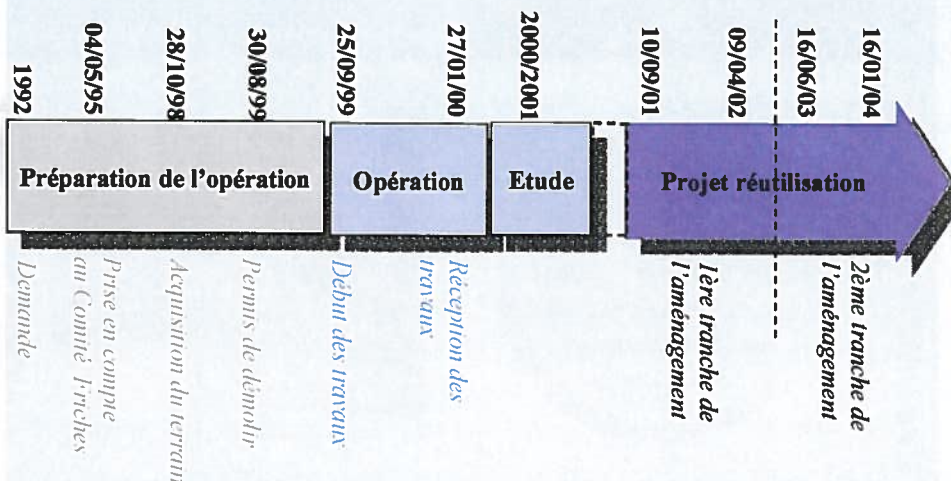 1992
04/05/95
28/10/98
30/08/99
25/09/99
27/01/00
2000/2001
10/09/01
09/04/02
16/06/03
16/01/04
Préparation de l'opération
Opération
Etude
Projet réutilisation
Demande
Prise en compte
au Comité Friches
Acquisition du terrain
Permis de démolir
Début des travaux
Réception des
travaux
1ère tranche de
l'aménagement
2ème tranche de
l'aménagement